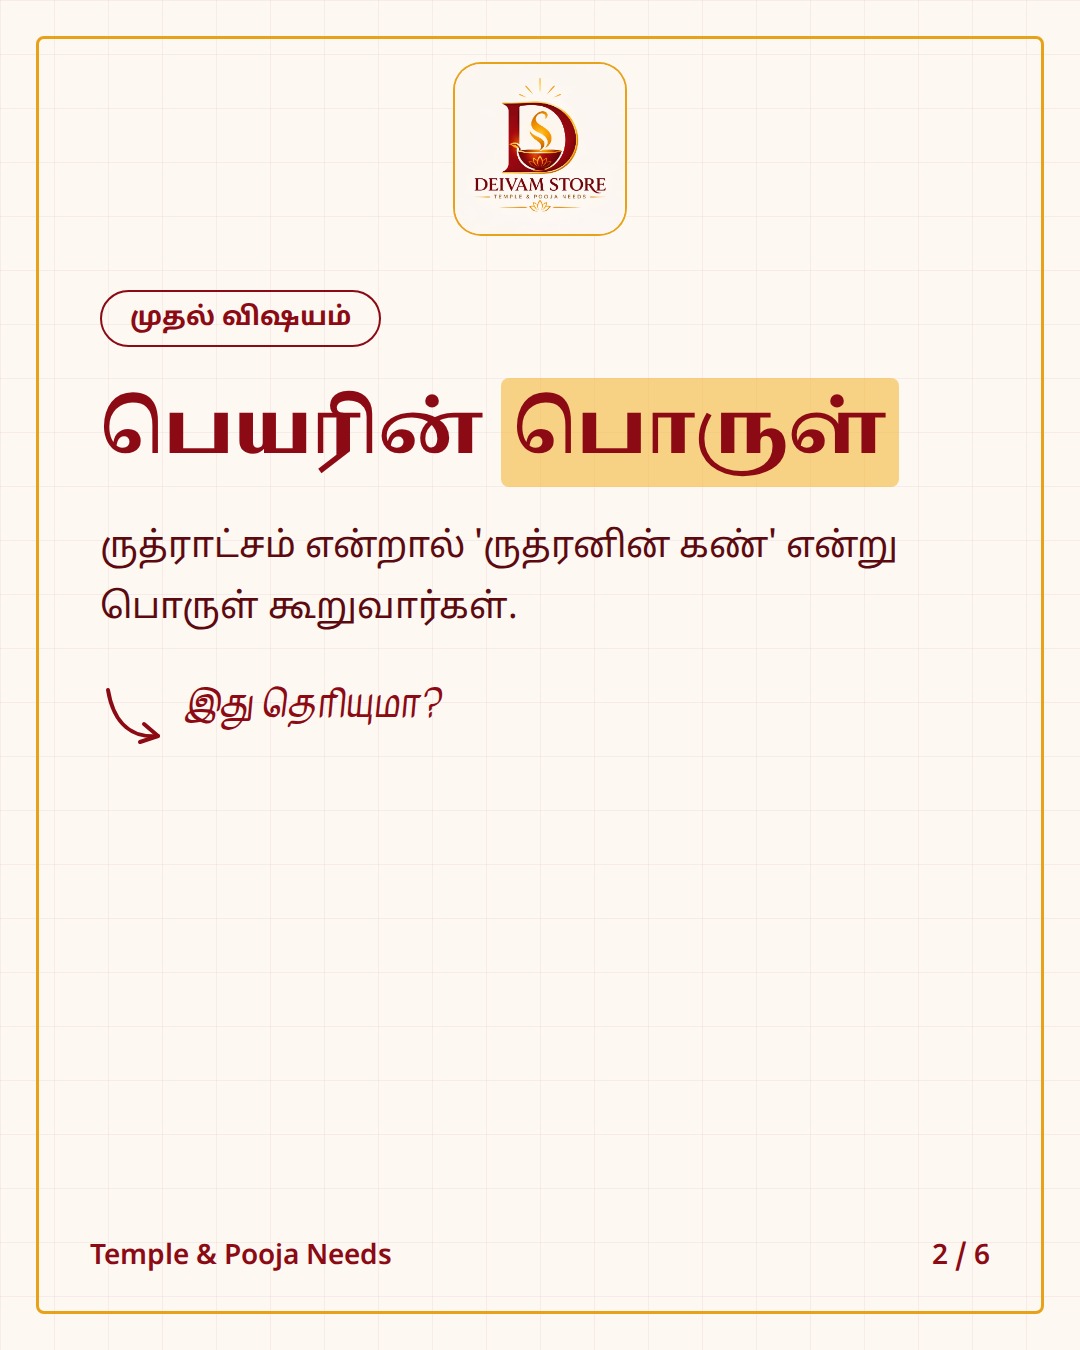 DEIVAM STORE
TEMPLE & POOJA NEEDS
முதல் விஷயம்
பெயரின் பொருள்
ருத்ராட்சம் என்றால் 'ருத்ரனின் கண்' என்று
பொருள் கூறுவார்கள்.
இது தெரியுமா?
Temple & Pooja Needs
2 / 6